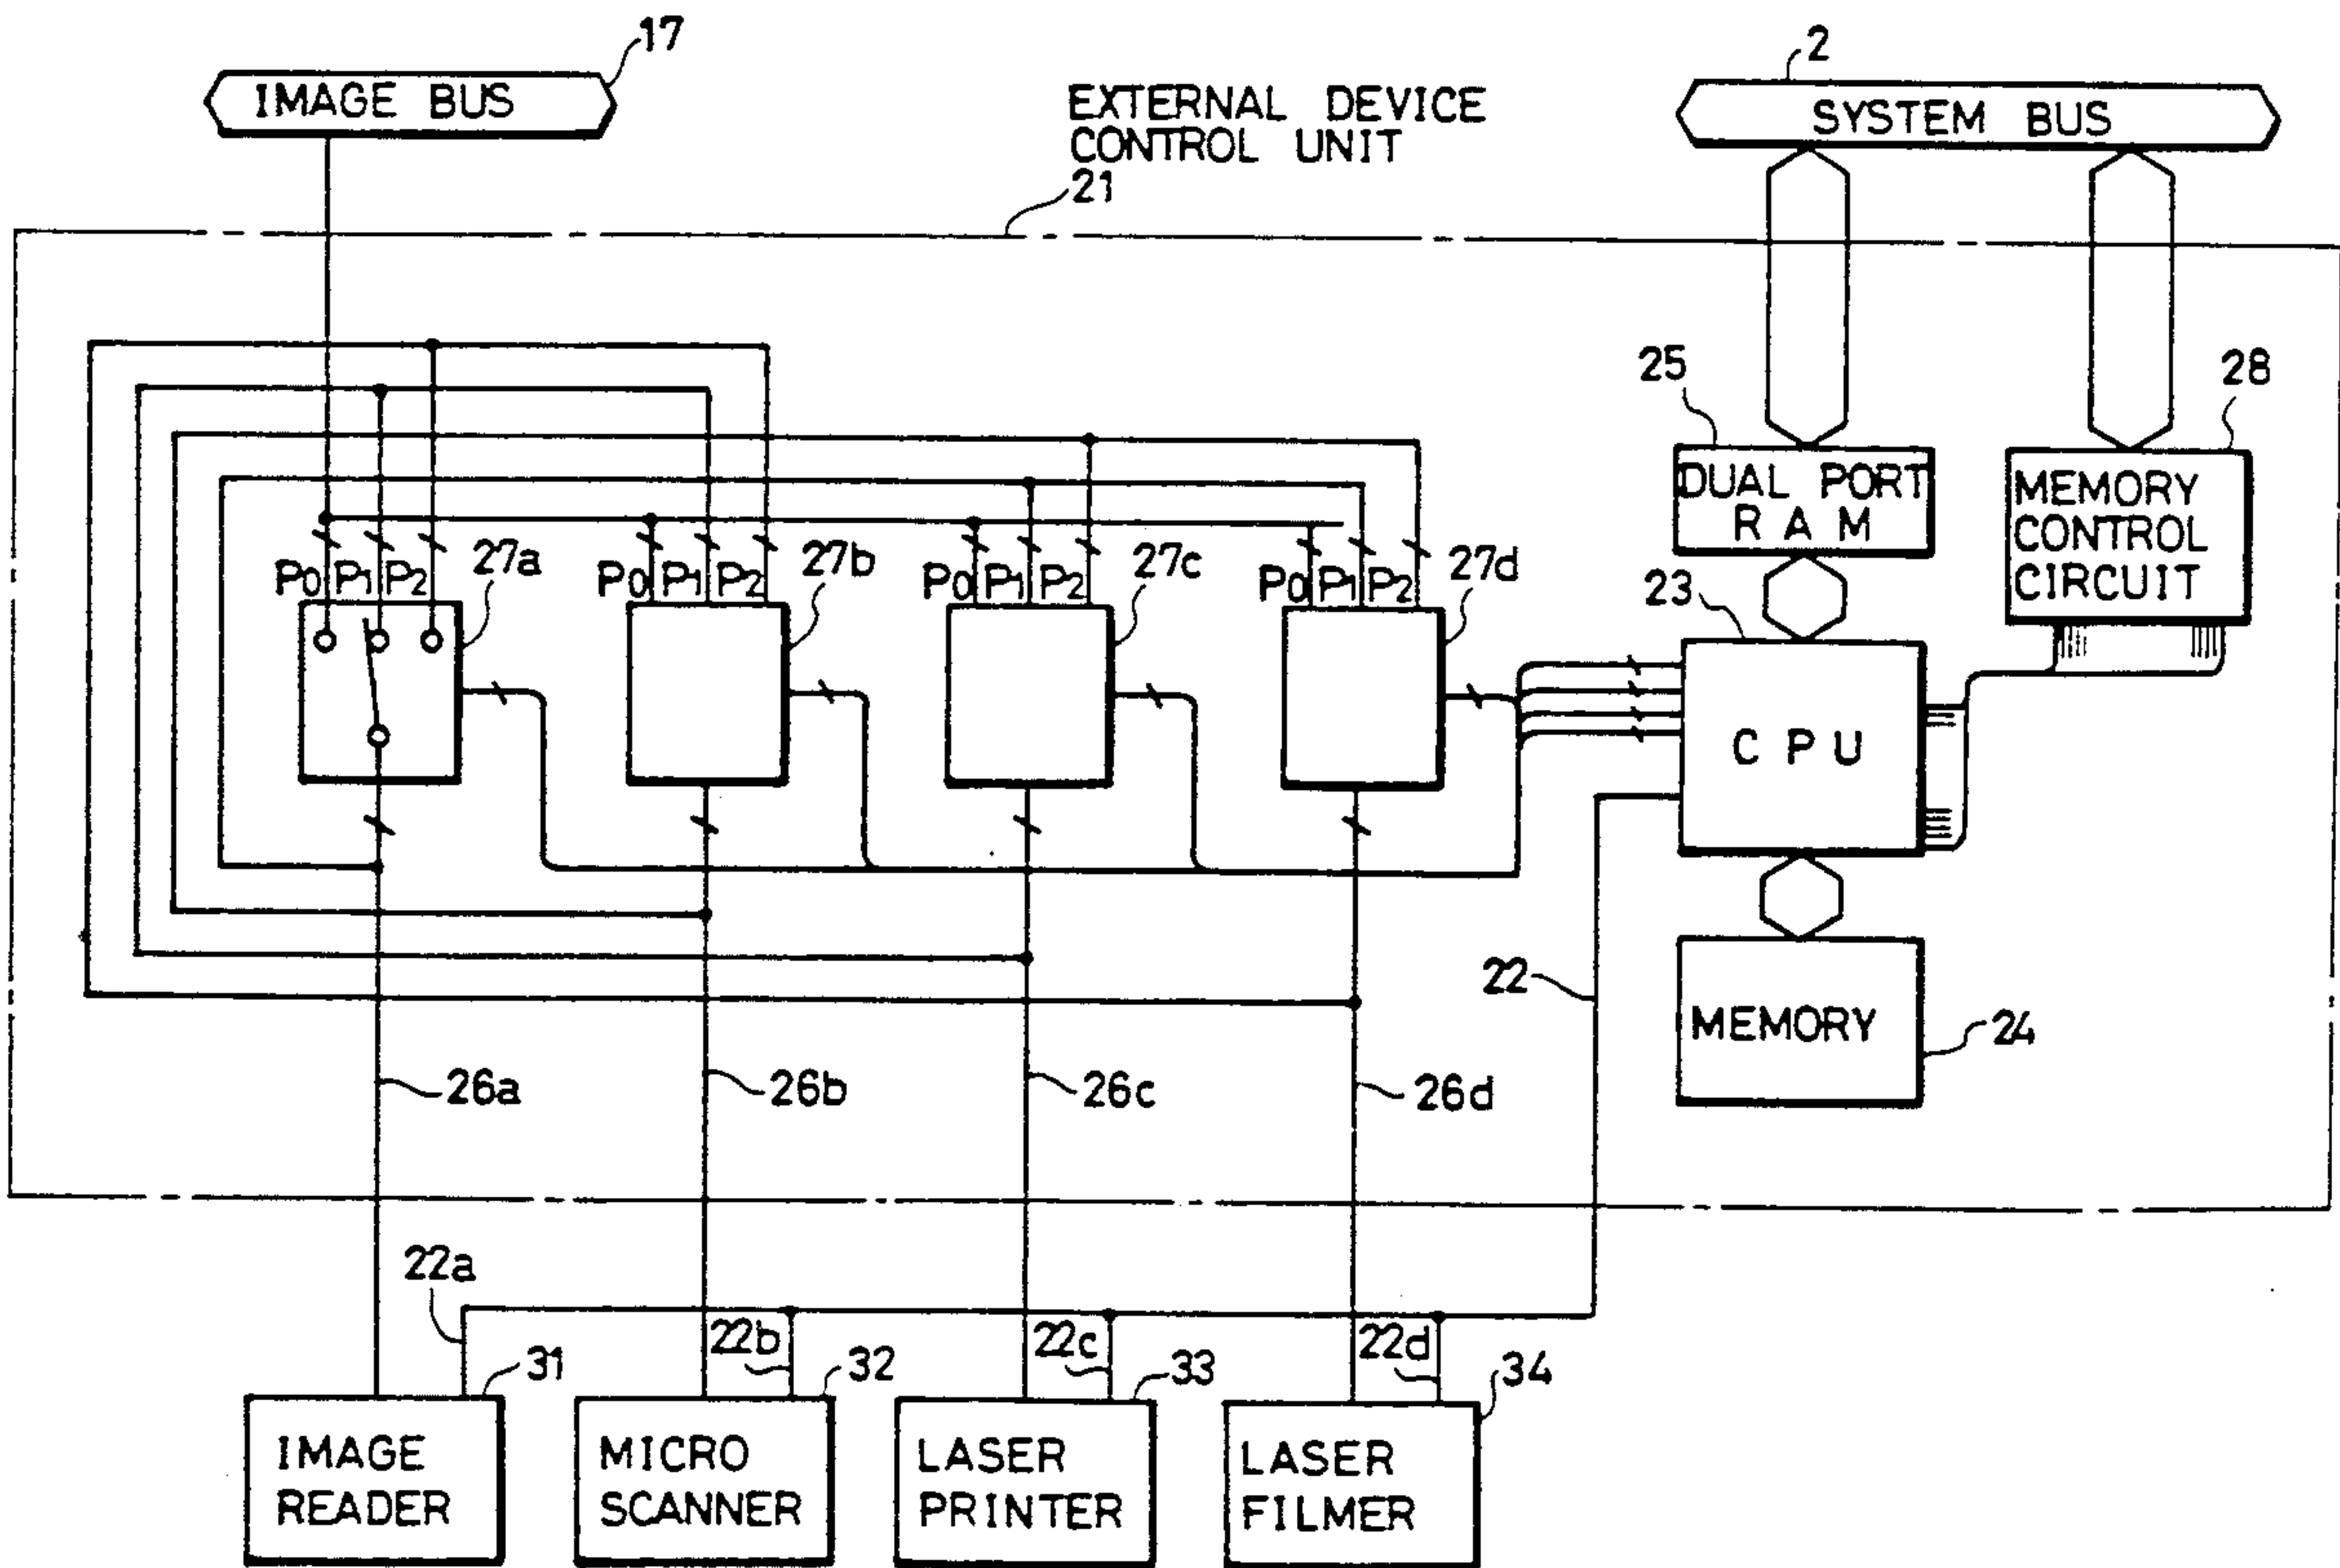 17
IMAGE BUS
2
SYSTEM BUS
EXTERNAL DEVICE
CONTROL UNIT
21
25
DUAL PORT
RAM
28
MEMORY
CONTROL
CIRCUIT
P0 P1 P2
27a
P0 P1 P2
27b
P0 P1 P2
27c
P0 P1 P2
27d
23
CPU
22
MEMORY
24
26a
26b
26c
26d
22a
22b
22c
22d
31
IMAGE
READER
32
MICRO
SCANNER
33
LASER
PRINTER
34
LASER
FILMER